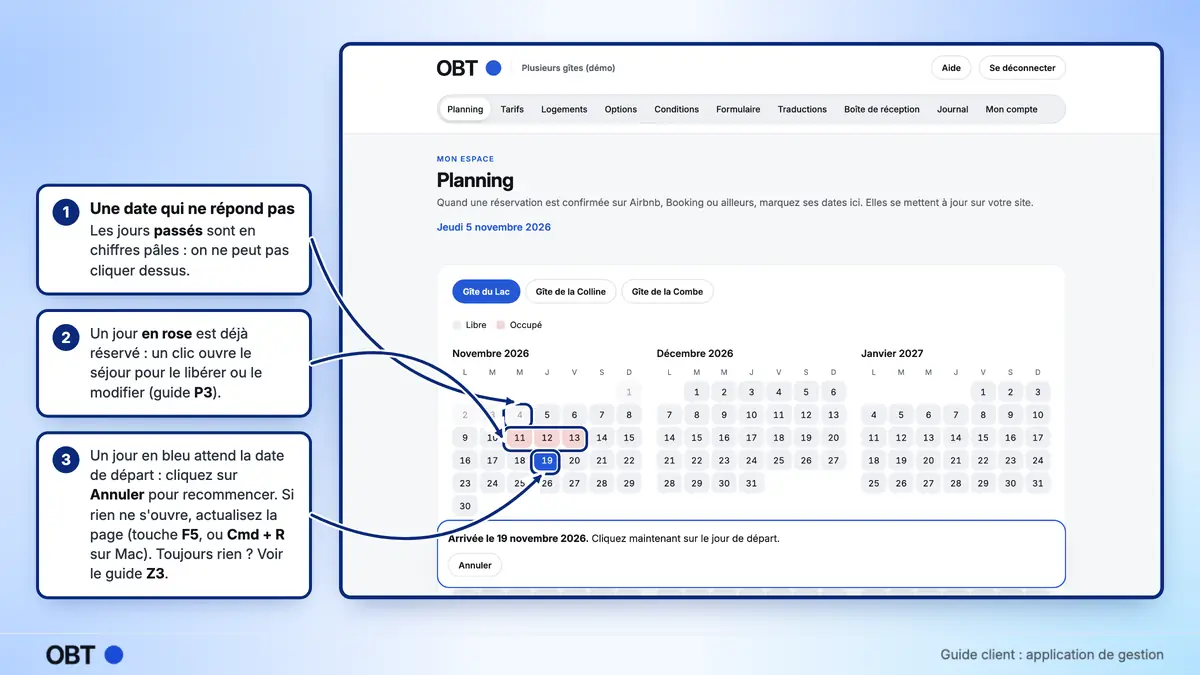 1
Une date qui ne répond pas
Les jours passés sont en
chiffres pâles : on ne peut pas
cliquer dessus.
2
Un jour en rose est déjà
réservé : un clic ouvre le
séjour pour le libérer ou le
modifier (guide P3).
3
Un jour en bleu attend la date
de départ : cliquez sur
Annuler pour recommencer. Si
rien ne s'ouvre, actualisez la
page (touche F5, ou Cmd + R
sur Mac). Toujours rien ? Voir
le guide Z3.
OBT
Plusieurs gîtes (démo)
Aide
Se déconnecter
Planning Tarifs Logements Options Conditions Formulaire Traductions Boîte de réception Journal Mon compte
MON ESPACE
Planning
Quand une réservation est confirmée sur Airbnb, Booking ou ailleurs, marquez ses dates ici. Elles se mettent à jour sur votre site.
Jeudi 5 novembre 2026
Gîte du Lac Gîte de la Colline Gîte de la Combe
Libre Occupé
Novembre 2026
L M M J V S D
1
2 3 4 5 6 7 8
9 10 11 12 13 14 15
16 17 18 19 20 21 22
23 24 25 26 27 28 29
30
Décembre 2026
L M M J V S D
1 2 3 4 5 6
7 8 9 10 11 12 13
14 15 16 17 18 19 20
21 22 23 24 25 26 27
28 29 30 31
Janvier 2027
L M M J V S D
1 2 3
4 5 6 7 8 9 10
11 12 13 14 15 16 17
18 19 20 21 22 23 24
25 26 27 28 29 30 31
Arrivée le 19 novembre 2026. Cliquez maintenant sur le jour de départ.
Annuler
OBT
Guide client : application de gestion